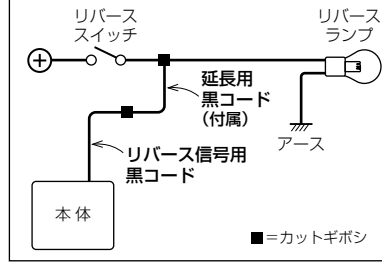 リバース
スイッチ
リバース
ランプ
延長用
黒コード
（付属）
アース
リバース信号用
黒コード
本体
■＝カットギボシ